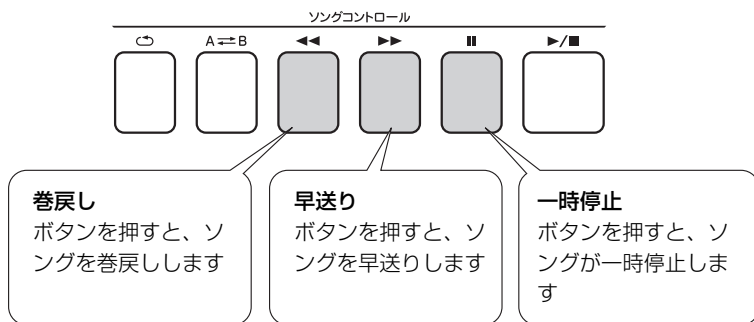 ソングコントロール
A⇄B ◀◀ ▶▶ ▶/■
巻戻し
ボタンを押すと、ソ
ングを巻戻しします
早送り
ボタンを押すと、ソ
ングを早送りします
一時停止
ボタンを押すと、ソ
ングが一時停止しま
す